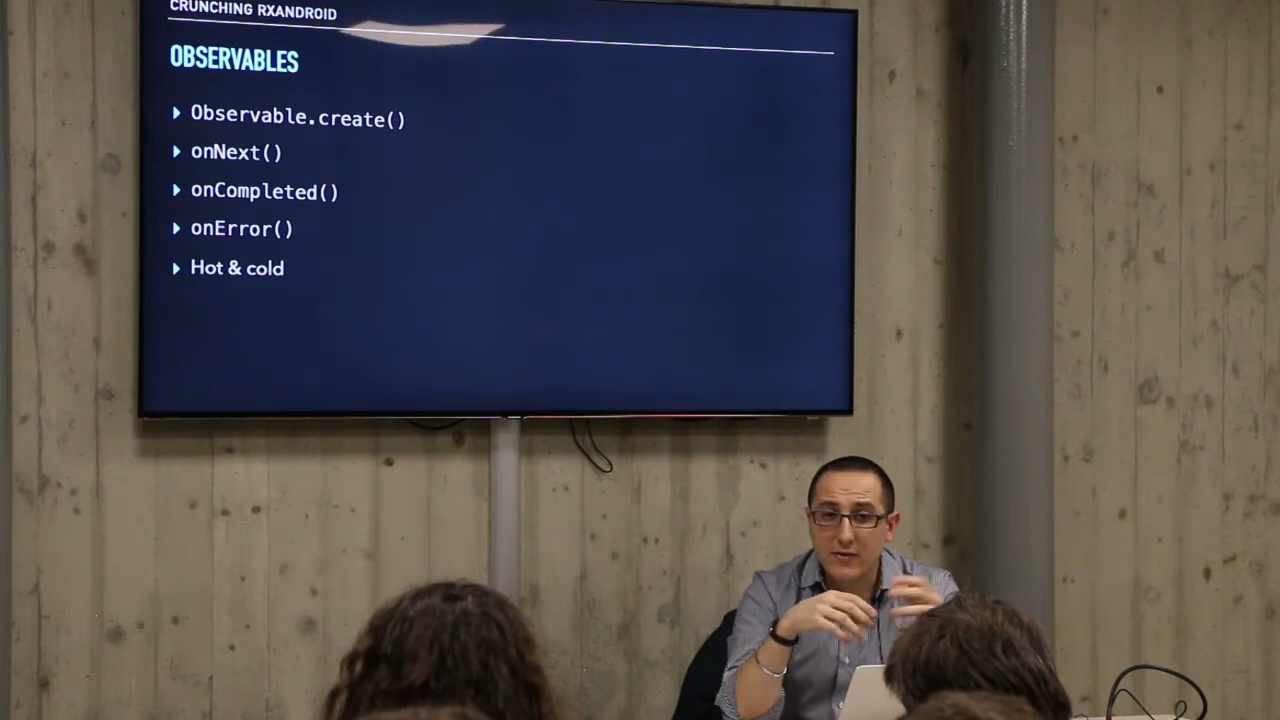 CRUNCHING RXANDROID
OBSERVABLES
Observable.create()
onNext()
onCompleted()
onError()
Hot & cold